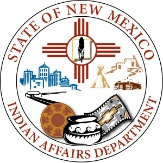 STATE OF NEW MEXICO
INDIAN AFFAIRS DEPARTMENT